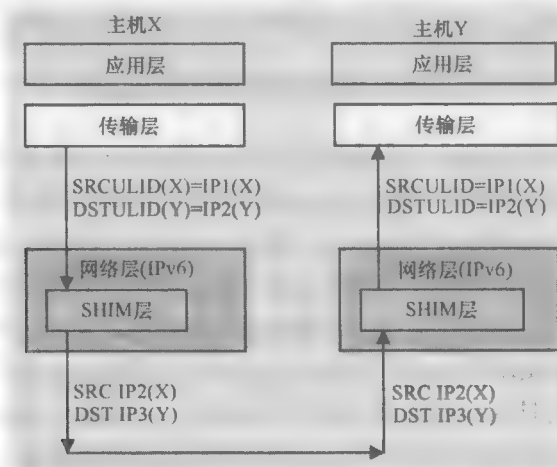 主机X
主机Y
应用层
应用层
传输层
传输层
SRCULID(X)=IP1(X)
DSTULID(Y)=IP2(Y)
SRCULID=IP1(X)
DSTULID=IP2(Y)
网络层(IPv6)
网络层(IPv6)
SHIM层
SHIM层
SRC IP2(X)
DST IP3(Y)
SRC IP2(X)
DST IP3(Y)